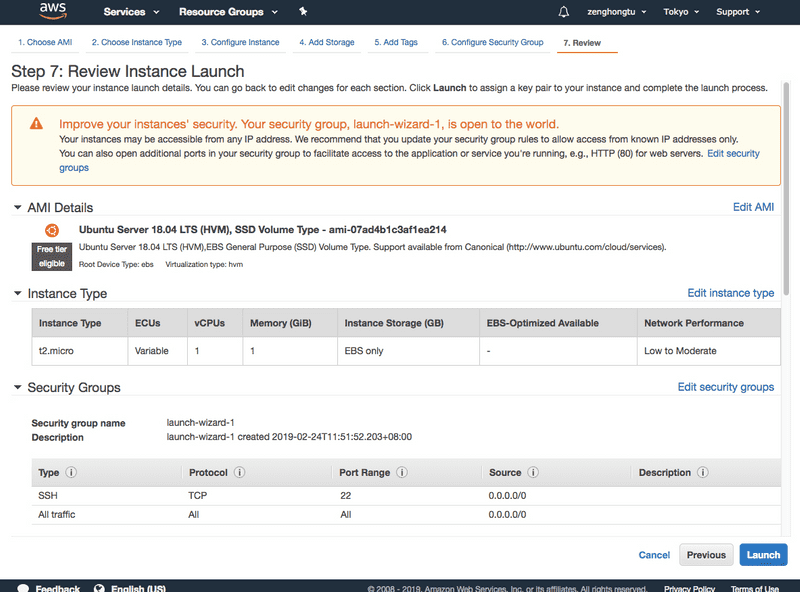 aws Services Resource Groups zenghongtu Tokyo Support
1. Choose AMI 2. Choose Instance Type 3. Configure Instance 4. Add Storage 5. Add Tags 6. Configure Security Group 7. Review
Step 7: Review Instance Launch
Please review your instance launch details. You can go back to edit changes for each section. Click Launch to assign a key pair to your instance and complete the launch process.
Improve your instances' security. Your security group, launch-wizard-1, is open to the world.
Your instances may be accessible from any IP address. We recommend that you update your security group rules to allow access from known IP addresses only.
You can also open additional ports in your security group to facilitate access to the application or service you're running, e.g., HTTP (80) for web servers. Edit security
groups
AMI Details Edit AMI
Ubuntu Server 18.04 LTS (HVM), SSD Volume Type - ami-07ad4b1c3af1ea214
Free tier
eligible
Ubuntu Server 18.04 LTS (HVM),EBS General Purpose (SSD) Volume Type. Support available from Canonical (http://www.ubuntu.com/cloud/services).
Root Device Type: ebs Virtualization type: hvm
Instance Type Edit instance type
Instance Type ECUs vCPUs Memory (GiB) Instance Storage (GB) EBS-Optimized Available Network Performance
t2.micro Variable 1 1 EBS only - Low to Moderate
Security Groups Edit security groups
Security group name launch-wizard-1
Description launch-wizard-1 created 2019-02-24T11:51:52.203+08:00
Type Protocol Port Range Source Description
SSH TCP 22 0.0.0.0/0
All traffic All All 0.0.0.0/0
Cancel Previous Launch
Feedback English (US) © 2008 - 2019, Amazon Web Services, Inc. or its affiliates. All rights reserved. Privacy Policy Terms of Use